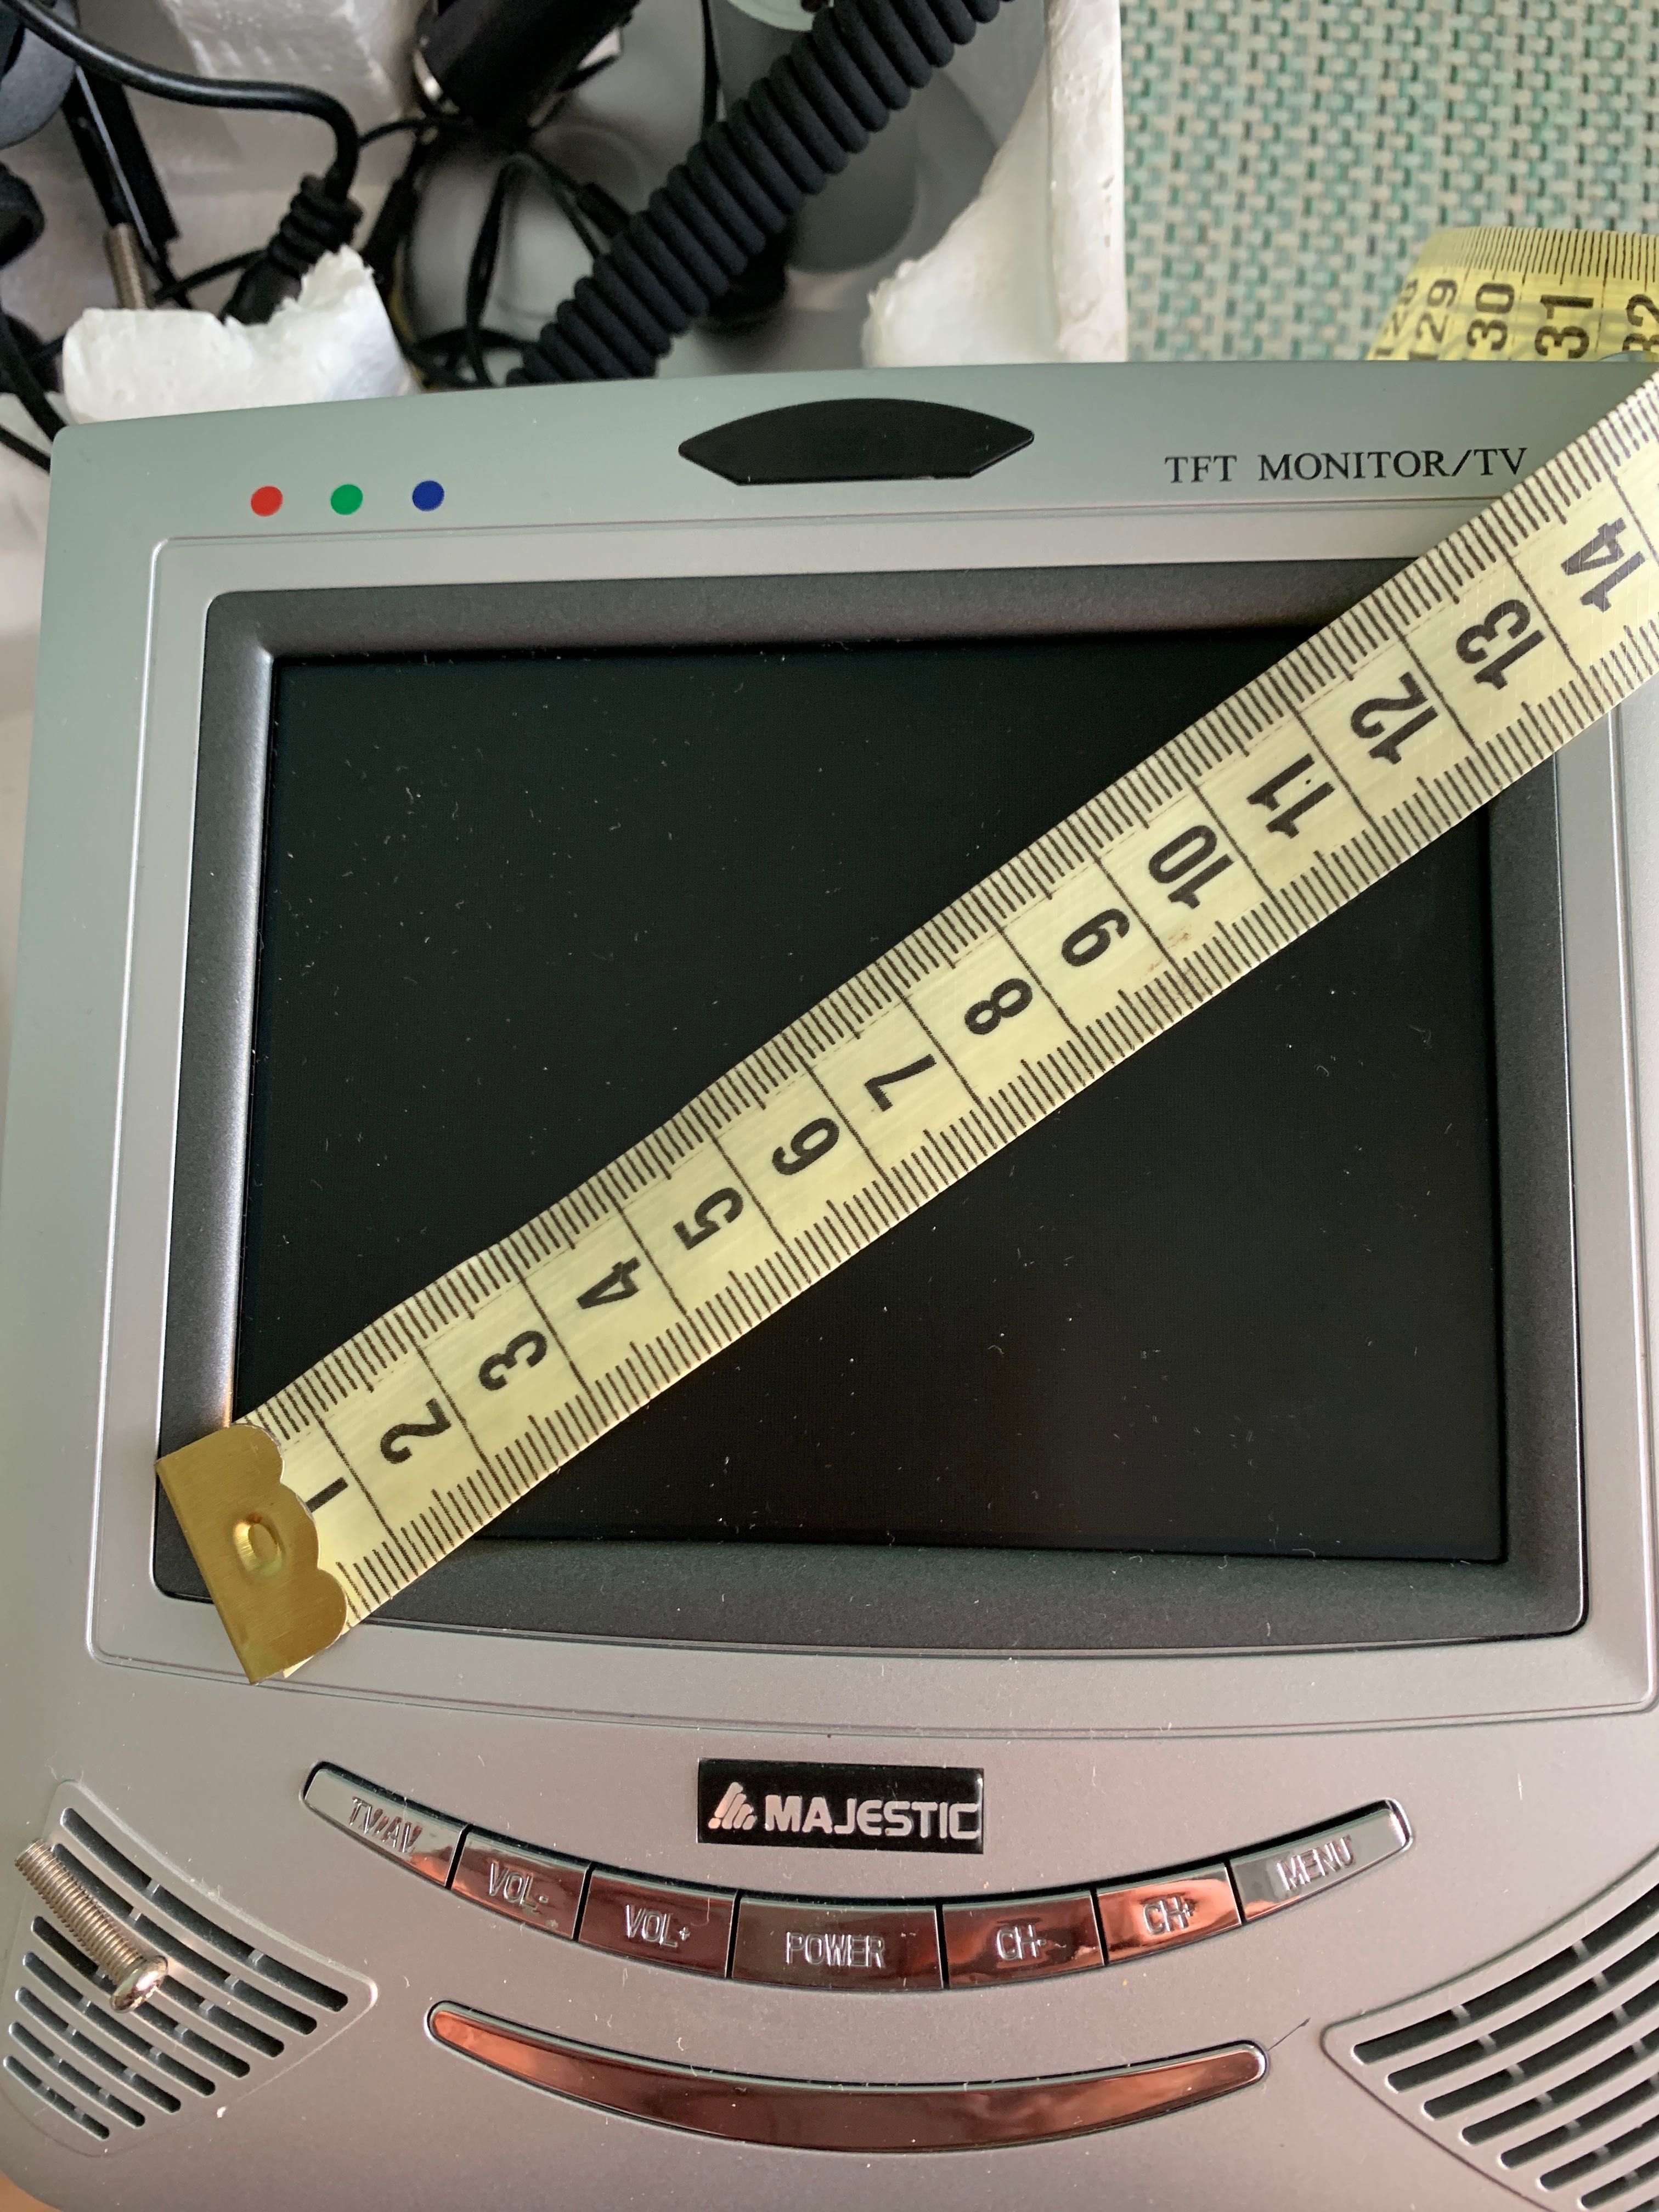 29 30 31 32
TFT MONITOR/TV
1 2 3 4 5 6 7 8 9 10 11 12 13 14
MAJESTIC
TV/AV VOL- VOL+ POWER CH- CH+ MENU